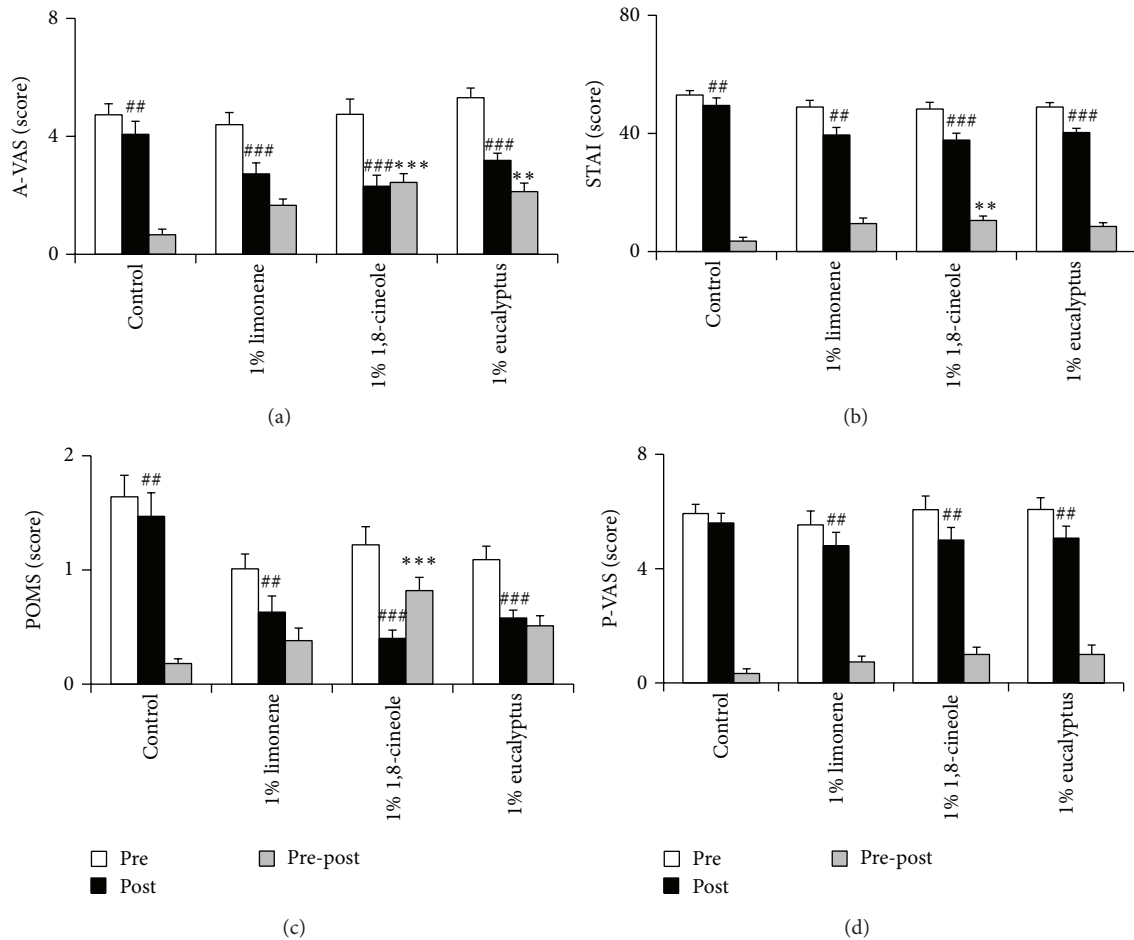 A-VAS (score)
8
4
0
##
###
###
***
###
**
Control
1% limonene
1% 1,8-cineole
1% eucalyptus
(a)
STAI (score)
80
40
0
##
##
###
**
###
Control
1% limonene
1% 1,8-cineole
1% eucalyptus
(b)
POMS (score)
2
1
0
##
##
###
***
###
Control
1% limonene
1% 1,8-cineole
1% eucalyptus
Pre
Post
Pre-post
(c)
P-VAS (score)
8
4
0
##
##
##
Control
1% limonene
1% 1,8-cineole
1% eucalyptus
Pre
Post
Pre-post
(d)